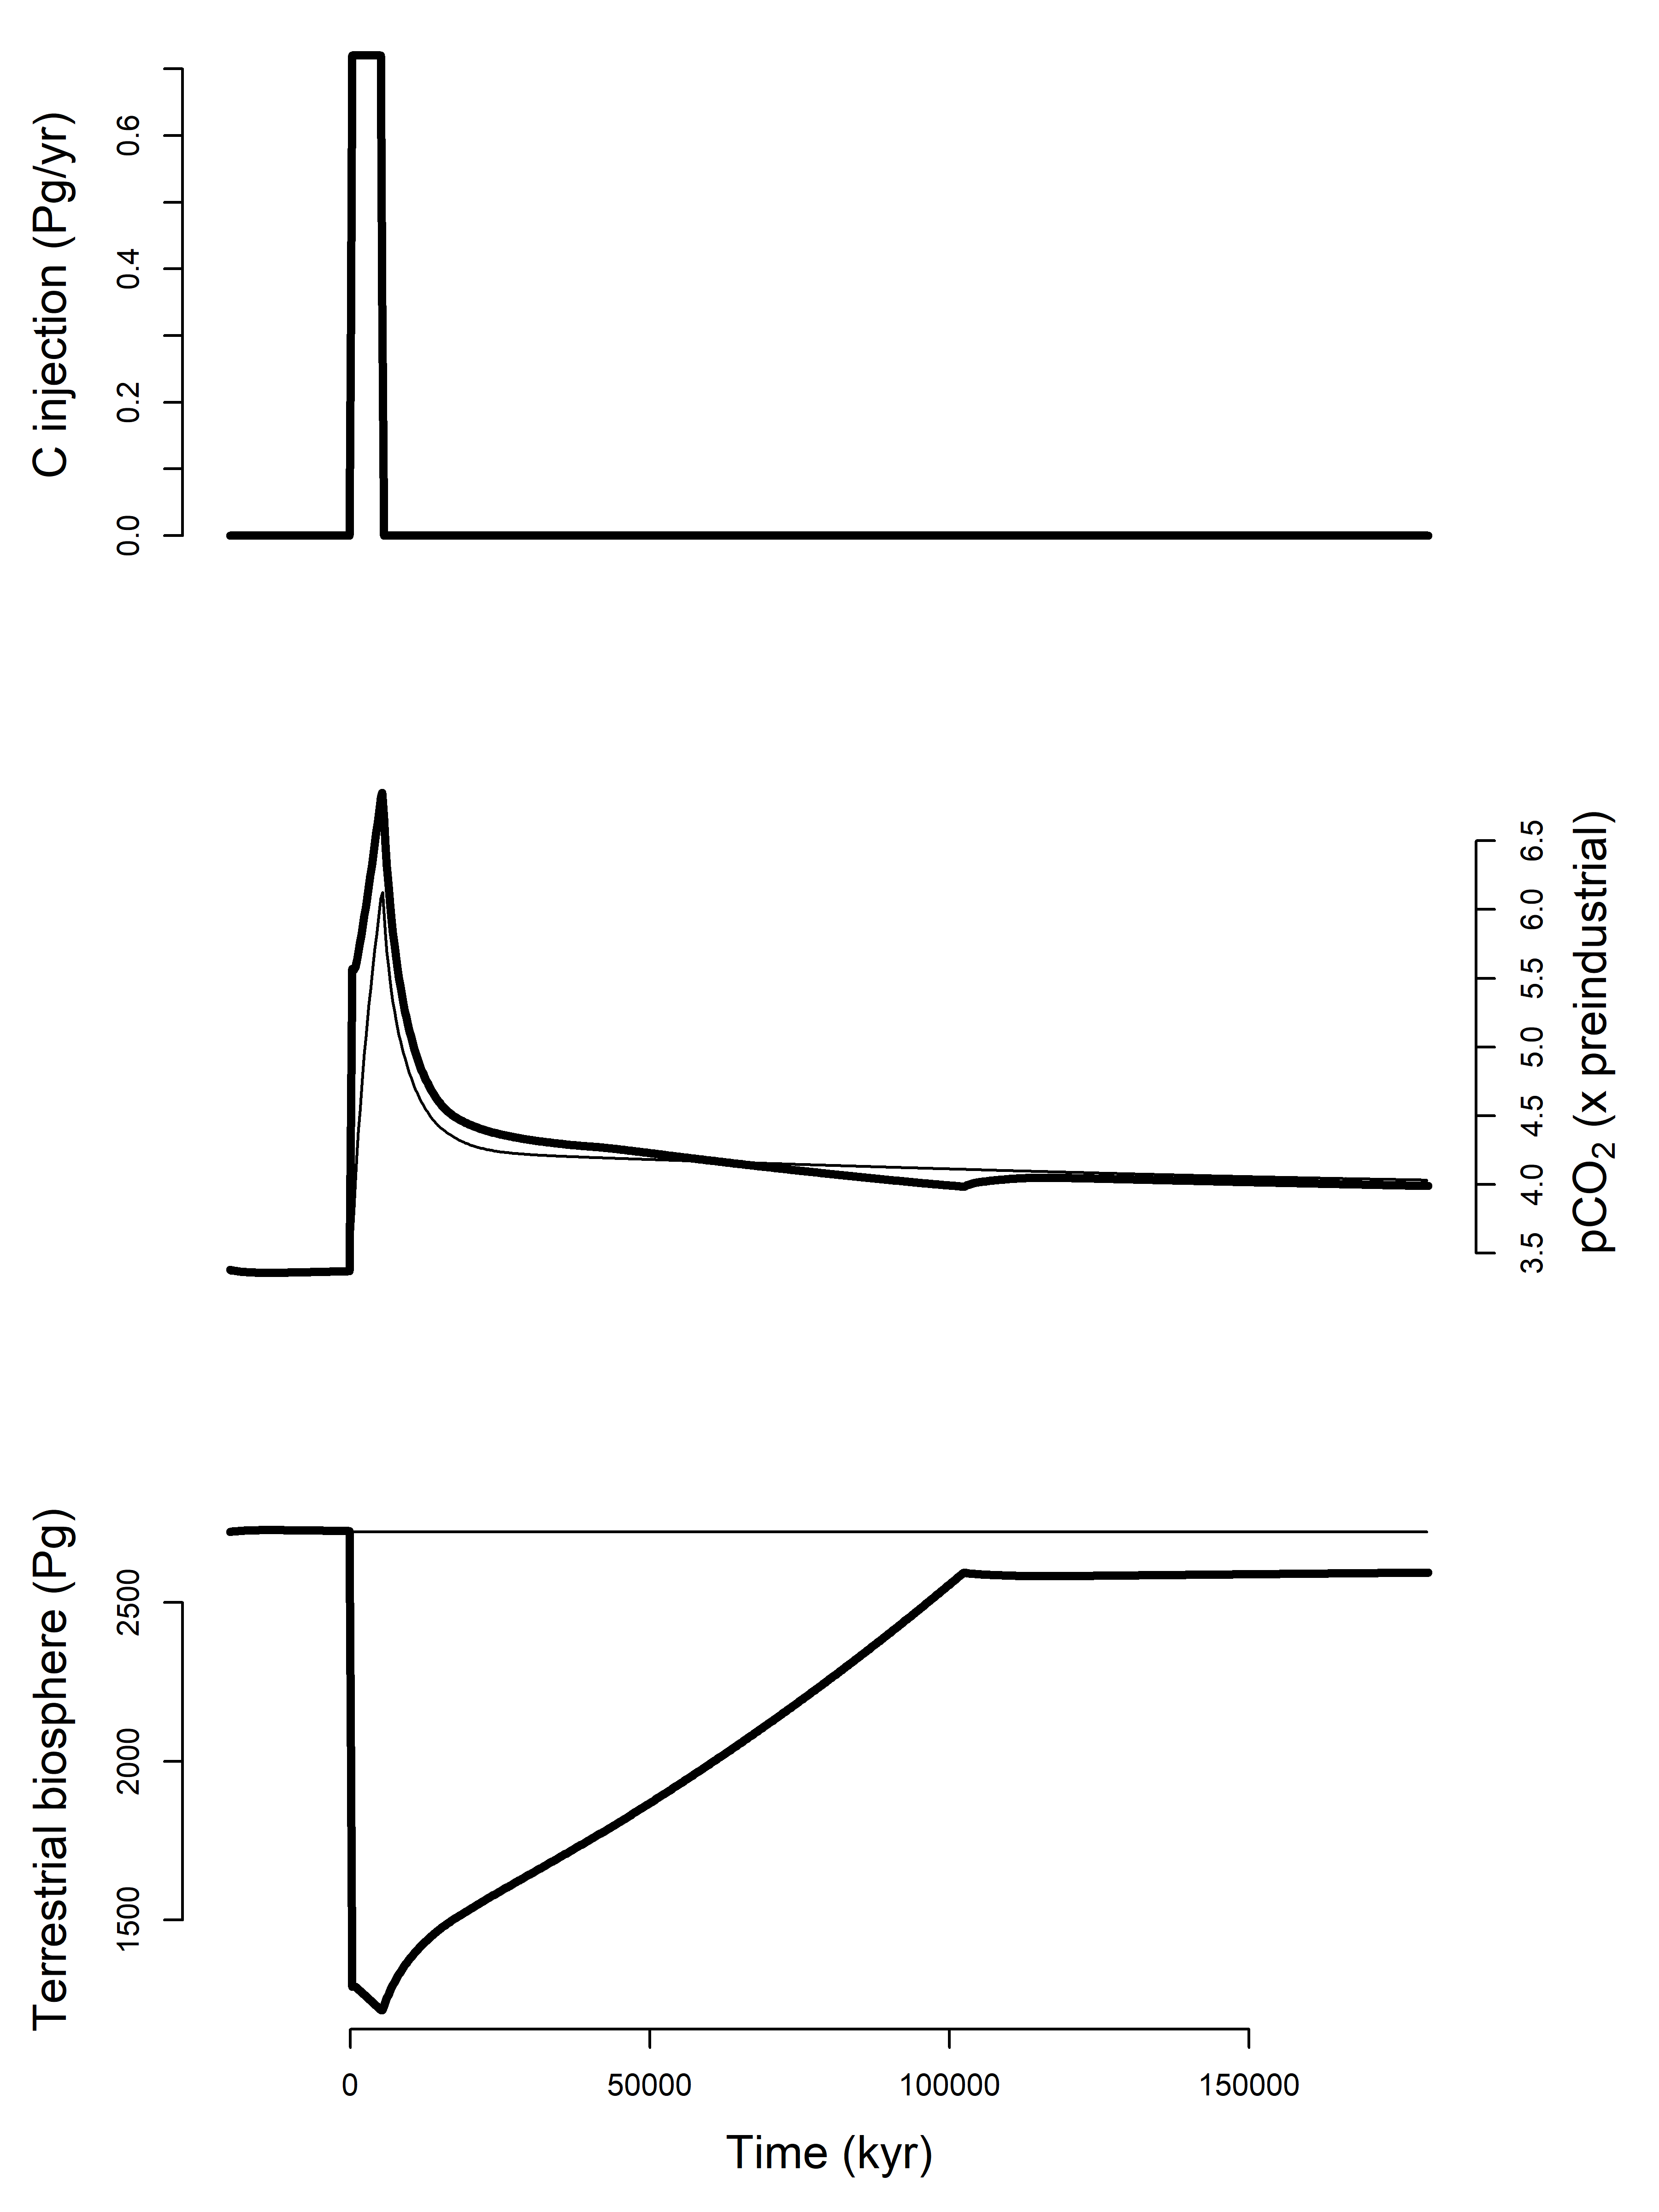 C injection (Pg/yr)
0.6
0.4
0.2
0.0
pCO₂ (x preindustrial)
6.5
6.0
5.5
5.0
4.5
4.0
3.5
Terrestrial biosphere (Pg)
2500
2000
1500
0 50000 100000 150000
Time (kyr)